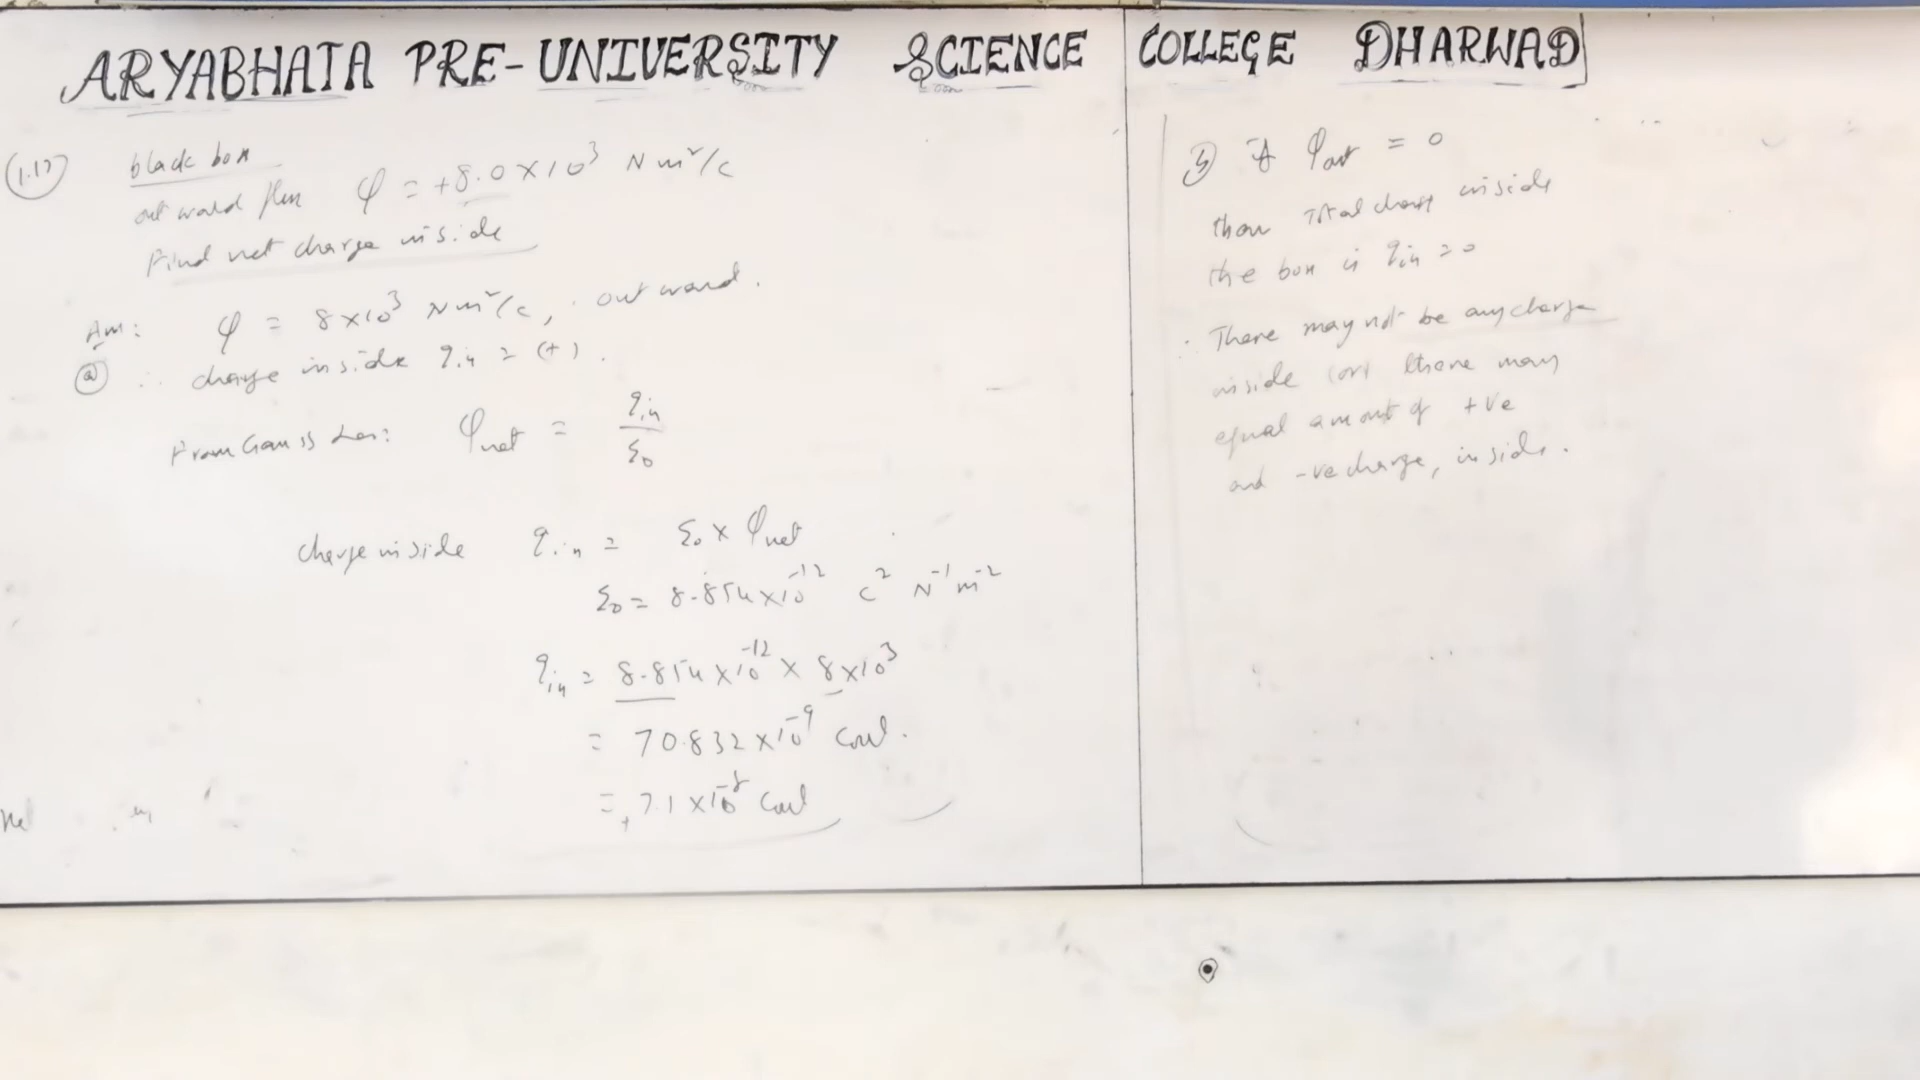 ARYABHATA PRE-UNIVERSITY SCIENCE COLLEGE DHARWAD
(1.17) black box
outward flux φ = +8.0 × 10³ N m²/c
Find net charge inside
Ans: φ = 8×10³ Nm²/c, outward.
(a) ∴ charge inside qin = (+).
From Gauss Law: φnet = qin / ε0
charge inside qin = ε0 × φnet
ε0 = 8.854×10⁻¹² C² N⁻¹ m⁻²
qin = 8.854 × 10⁻¹² × 8×10³
= 70.832 × 10⁻⁹ coul.
= +7.1 × 10⁻⁸ coul
b) If φout = 0
then Total charge inside
the box is qin = 0
∴ There may not be any charge
inside (or) there may
equal amount of +ve
and -ve charge, inside.